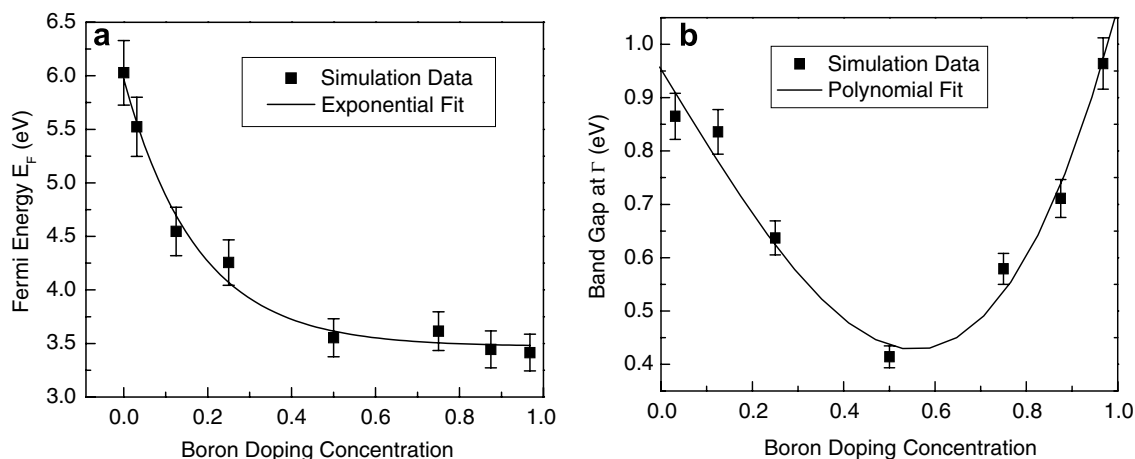 a
Simulation Data
Exponential Fit
6.5
6.0
5.5
5.0
4.5
4.0
3.5
3.0
Fermi Energy E_F (eV)
0.0 0.2 0.4 0.6 0.8 1.0
Boron Doping Concentration
b
Simulation Data
Polynomial Fit
1.0
0.9
0.8
0.7
0.6
0.5
0.4
Band Gap at Γ (eV)
0.0 0.2 0.4 0.6 0.8 1.0
Boron Doping Concentration